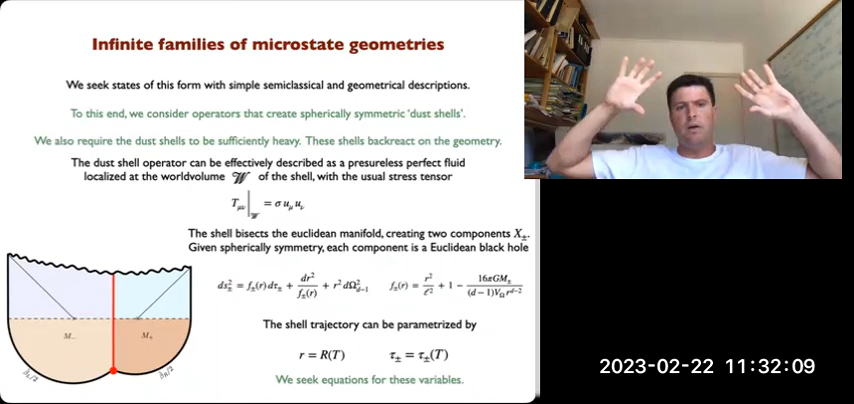 Infinite families of microstate geometries
We seek states of this form with simple semiclassical and geometrical descriptions.
To this end, we consider operators that create spherically symmetric ‘dust shells’.
We also require the dust shells to be sufficiently heavy. These shells backreact on the geometry.
The dust shell operator can be effectively described as a presureless perfect fluid
localized at the worldvolume 𝒲 of the shell, with the usual stress tensor
T_{μν}|_𝒲 = σ u_μ u_ν
The shell bisects the euclidean manifold, creating two components X_±.
Given spherically symmetry, each component is a Euclidean black hole
ds²_± = f_±(r) dτ_± + dr²/f_±(r) + r² dΩ²_{d−1}    f_±(r) = r²/ℓ² + 1 − 16πGM_±/((d−1)V_Ω r^{d−2})
The shell trajectory can be parametrized by
r = R(T)    τ_± = τ_±(T)
We seek equations for these variables.
M_−    M_+
β_L/2    β_R/2
2023-02-22 11:32:09